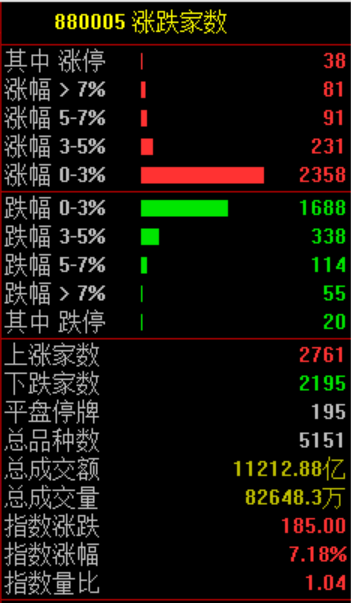 880005 涨跌家数
其中 涨停 38
涨幅 > 7% 81
涨幅 5-7% 91
涨幅 3-5% 231
涨幅 0-3% 2358
跌幅 0-3% 1688
跌幅 3-5% 338
跌幅 5-7% 114
跌幅 > 7% 55
其中 跌停 20
上涨家数 2761
下跌家数 2195
平盘停牌 195
总品种数 5151
总成交额 11212.88亿
总成交量 82648.3万
指数涨跌 185.00
指数涨幅 7.18%
指数量比 1.04